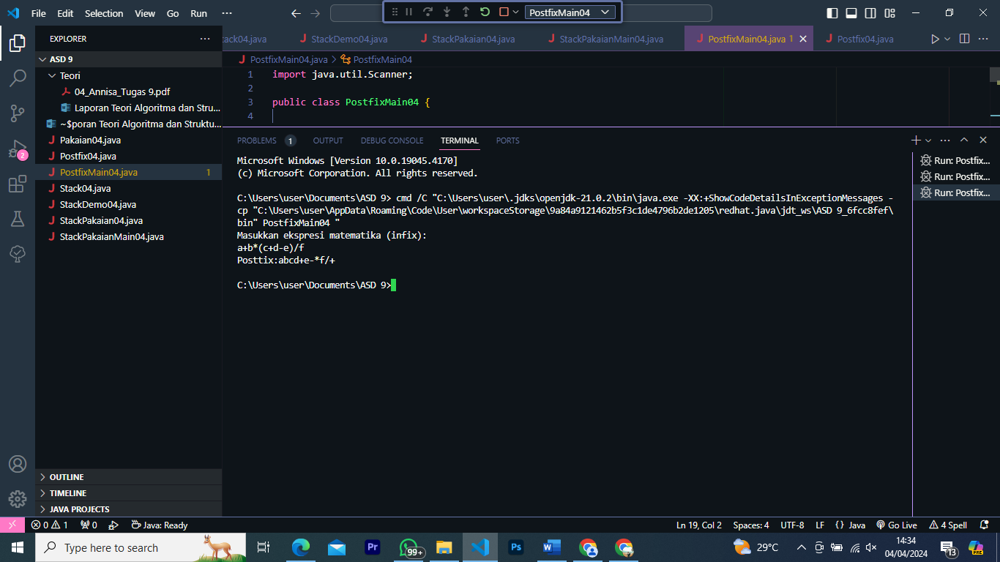 File Edit Selection View Go Run ···
PostfixMain04
EXPLORER ···
ASD 9
Teori
04_Annisa_Tugas 9.pdf
Laporan Teori Algoritma dan Stru...
~$poran Teori Algoritma dan Struktu...
Pakaian04.java
Postfix04.java
PostfixMain04.java 1
Stack04.java
StackDemo04.java
StackPakaian04.java
StackPakaianMain04.java
2
OUTLINE
TIMELINE
JAVA PROJECTS
tack04.java StackDemo04.java StackPakaian04.java StackPakaianMain04.java PostfixMain04.java 1 Postfix04.java ···
PostfixMain04.java > PostfixMain04
1 import java.util.Scanner;
2
3 public class PostfixMain04 {
4
PROBLEMS 1 OUTPUT DEBUG CONSOLE TERMINAL PORTS ···
Microsoft Windows [Version 10.0.19045.4170]
(c) Microsoft Corporation. All rights reserved.
C:\Users\user\Documents\ASD 9> cmd /C "C:\Users\user\.jdks\openjdk-21.0.2\bin\java.exe -XX:+ShowCodeDetailsInExceptionMessages -
cp "C:\Users\user\AppData\Roaming\Code\User\workspaceStorage\9a84a9121462b5f3c1de4796b2de1205\redhat.java\jdt_ws\ASD 9_6fcc8fef\
bin" PostfixMain04 "
Masukkan ekspresi matematika (infix):
a+b*(c+d-e)/f
Posttix:abcd+e-*f/+
C:\Users\user\Documents\ASD 9>
Run: Postfix...
Run: Postfix...
Run: Postfix...
0 1 0 Java: Ready Ln 19, Col 2 Spaces: 4 UTF-8 LF {} Java Go Live 4 Spell
Type here to search Pr 99+ Ps W 29°C 14:34 13 PRE
04/04/2024